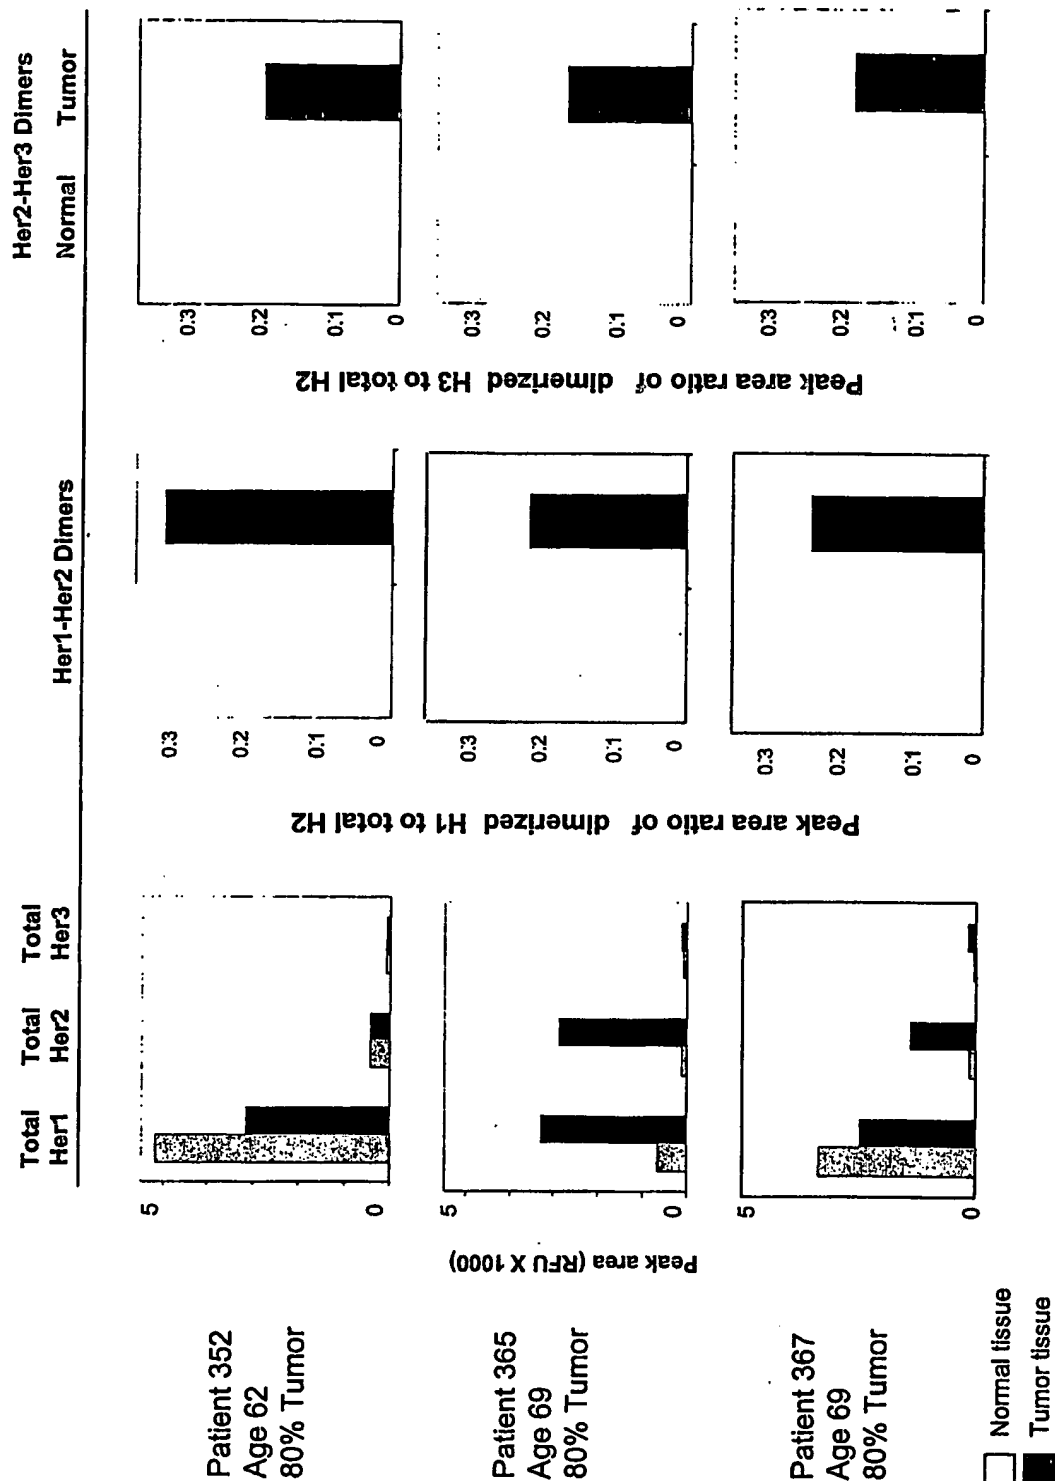 Total Her1
Total Her2
Total Her3
Her1-Her2 Dimers
Her2-Her3 Dimers
Normal Tumor
Patient 352
Age 62
80% Tumor
5
0
0.3
0.2
0.1
0
0.3
0.2
0.1
0
Patient 365
Age 69
80% Tumor
Peak area (RFU X 1000)
5
0
Peak area ratio of dimerized H1 to total H2
0.3
0.2
0.1
0
Peak area ratio of dimerized H3 to total H2
0.3
0.2
0.1
0
Patient 367
Age 69
80% Tumor
5
0
0.3
0.2
0.1
0
0.3
0.2
0.1
0
Normal tissue
Tumor tissue